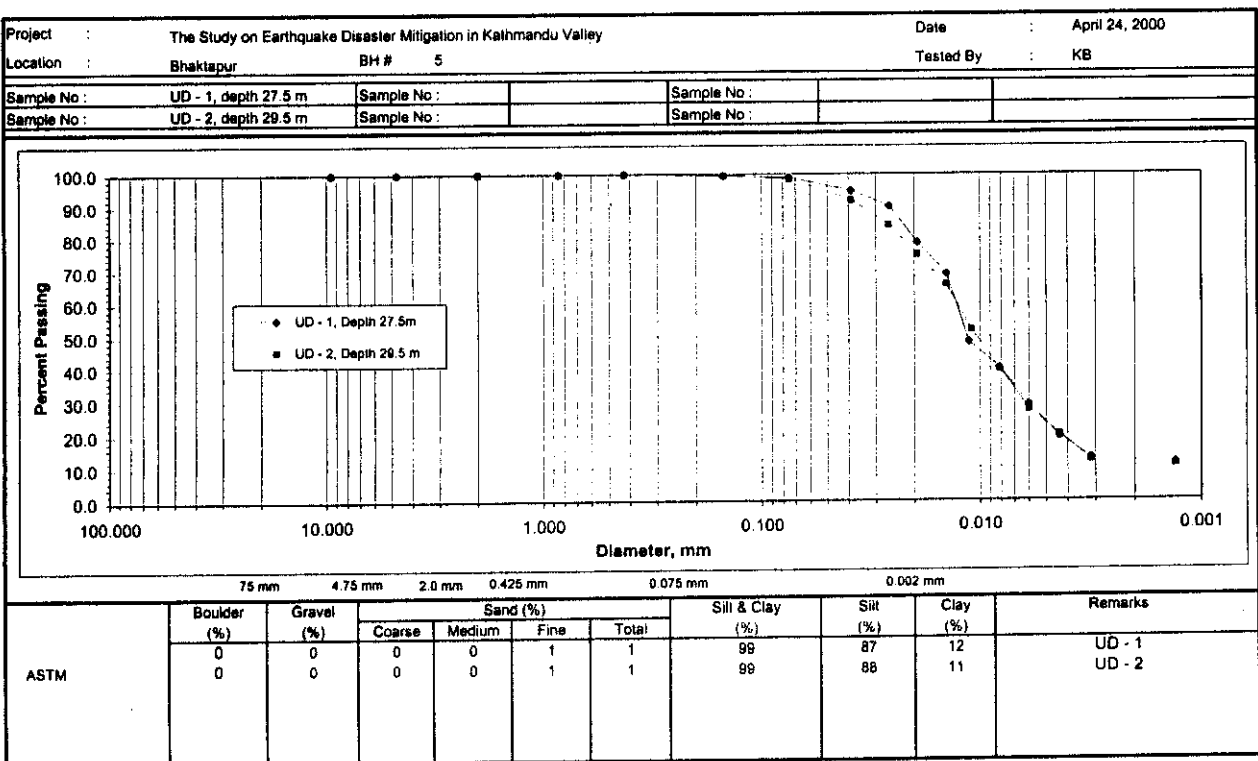 Project : The Study on Earthquake Disaster Mitigation in Kathmandu Valley Date : April 24, 2000
Location : Bhaktapur BH # 5 Tested By : KB
Sample No : UD - 1, depth 27.5 m Sample No : Sample No :
Sample No : UD - 2, depth 29.5 m Sample No : Sample No :
Percent Passing
100.0
90.0
80.0
70.0
60.0
50.0
40.0
30.0
20.0
10.0
0.0
UD - 1, Depth 27.5m
UD - 2, Depth 29.5 m
100.000 10.000 1.000 0.100 0.010 0.001
Diameter, mm
75 mm 4.75 mm 2.0 mm 0.425 mm 0.075 mm 0.002 mm
Boulder Gravel Sand (%) Silt & Clay Silt Clay Remarks
(%) (%) Coarse Medium Fine Total (%) (%) (%)
0 0 0 0 1 1 99 87 12 UD - 1
ASTM 0 0 0 0 1 1 99 88 11 UD - 2